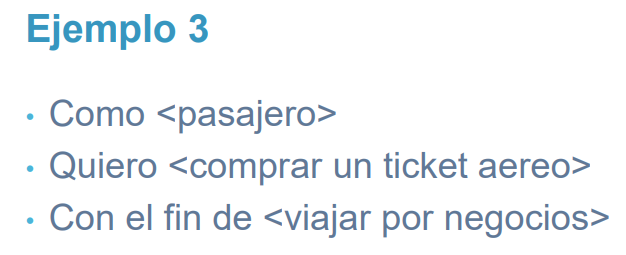 Ejemplo 3
• Como <pasajero>
• Quiero <comprar un ticket aereo>
• Con el fin de <viajar por negocios>